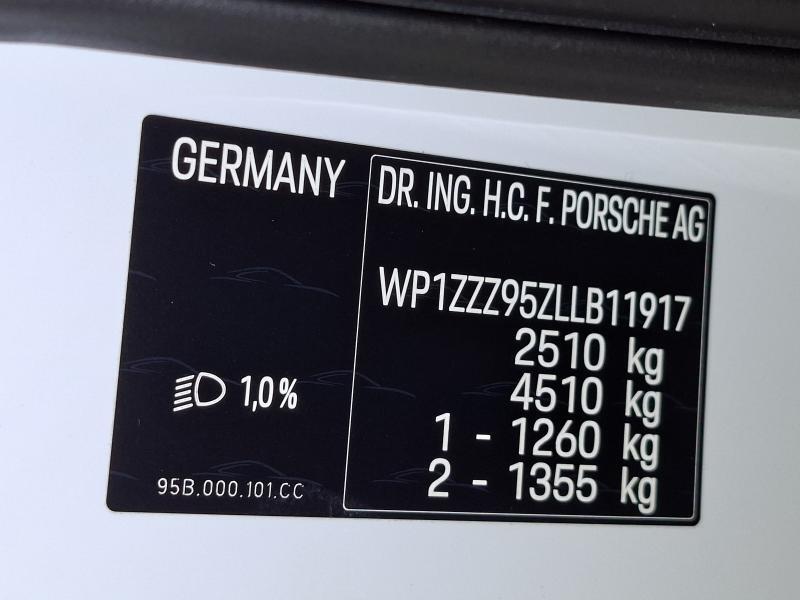 GERMANY
1,0%
95B.000.101.CC
DR. ING. H.C. F. PORSCHE AG
WP1ZZZ95ZLLB11917
2510 kg
4510 kg
1 - 1260 kg
2 - 1355 kg